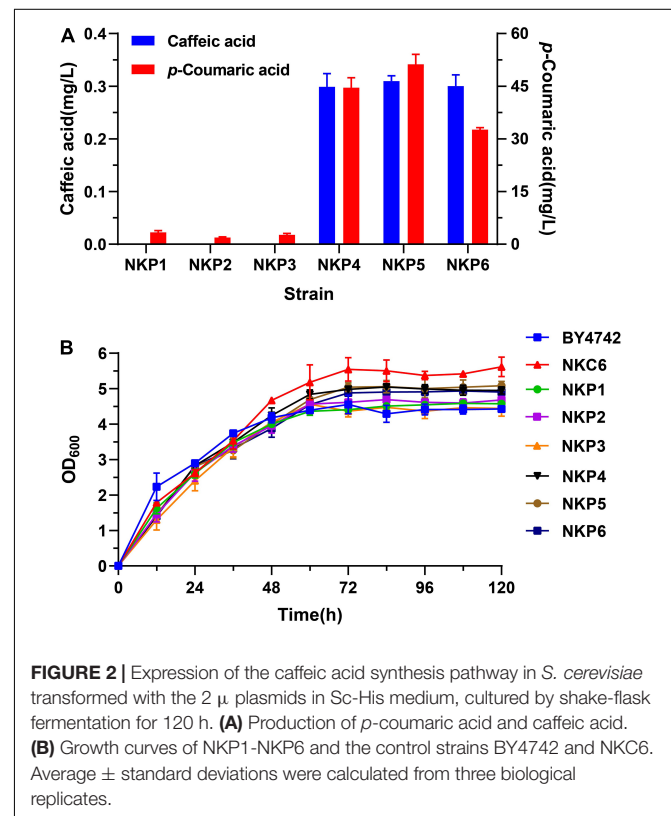 A
Caffeic acid
p-Coumaric acid
Caffeic acid(mg/L)
0.4
0.3
0.2
0.1
0.0
60
45
30
15
0
p-Coumaric acid(mg/L)
NKP1 NKP2 NKP3 NKP4 NKP5 NKP6
Strain
B
OD600
6
5
4
3
2
1
0
0 24 48 72 96 120
Time(h)
BY4742
NKC6
NKP1
NKP2
NKP3
NKP4
NKP5
NKP6
FIGURE 2 | Expression of the caffeic acid synthesis pathway in S. cerevisiae
transformed with the 2 μ plasmids in Sc-His medium, cultured by shake-flask
fermentation for 120 h. (A) Production of p-coumaric acid and caffeic acid.
(B) Growth curves of NKP1-NKP6 and the control strains BY4742 and NKC6.
Average ± standard deviations were calculated from three biological
replicates.